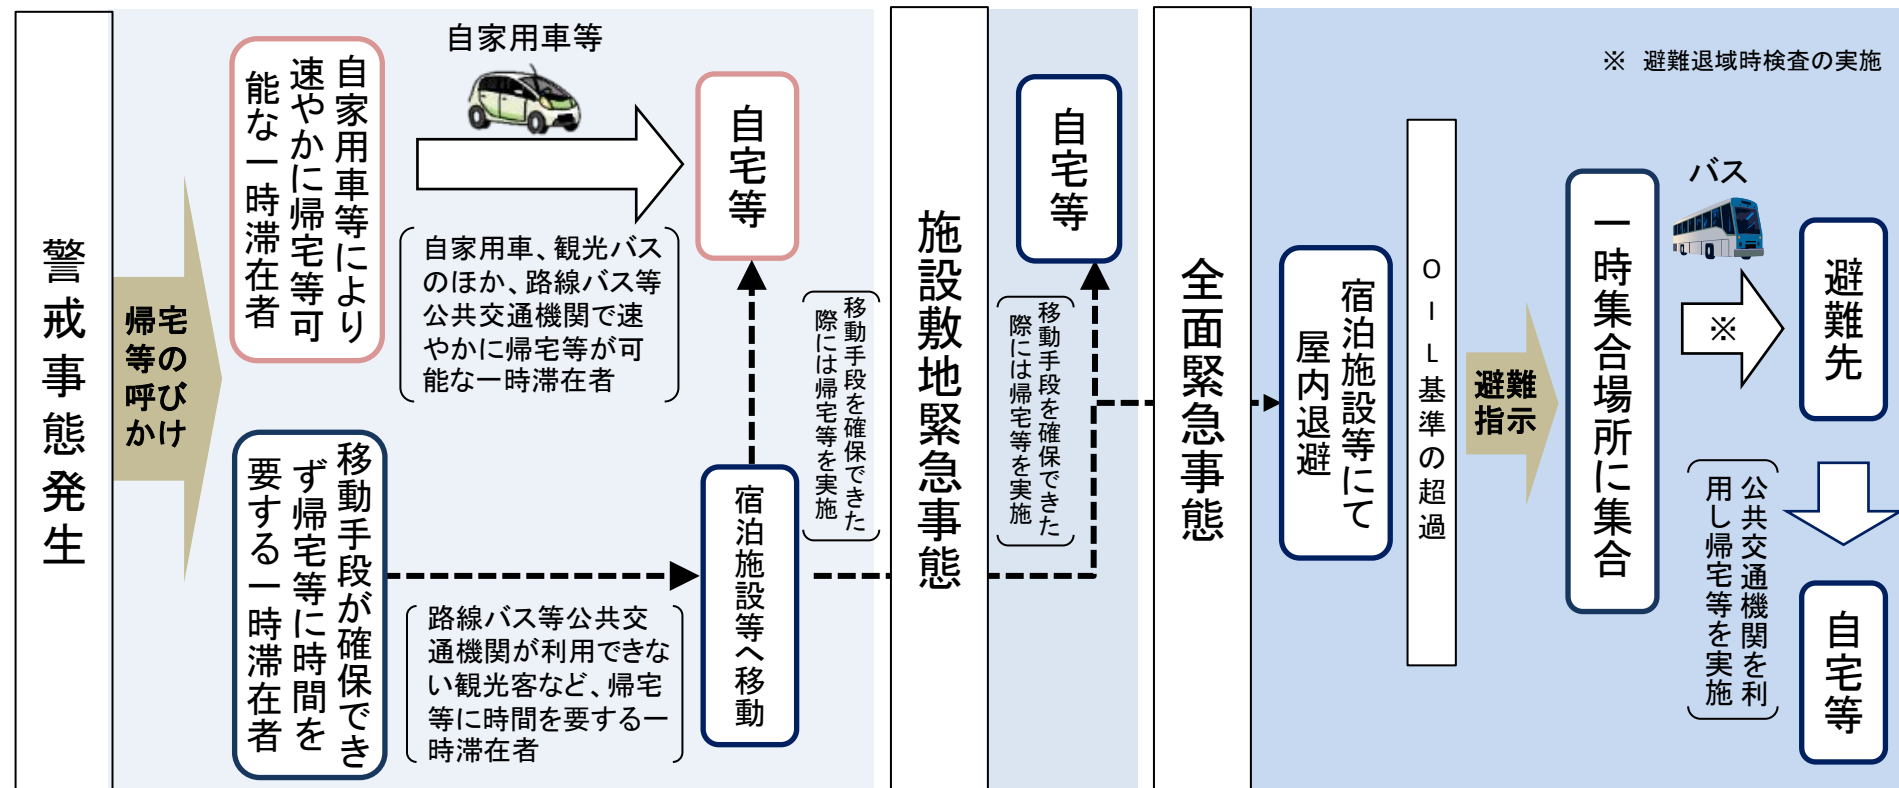 警戒事態発生
帰宅
等の
呼び
かけ
自家用車等により
速やかに帰宅等可
能な一時滞在者
自家用車等
自家用車、観光バス
のほか、路線バス等
公共交通機関で速
やかに帰宅等が可
能な一時滞在者
自宅等
移動手段が確保でき
ず帰宅等に時間を
要する一時滞在者
路線バス等公共交
通機関が利用できな
い観光客など、帰宅
等に時間を要する一
時滞在者
宿泊施設等へ移動
移動手段を確保できた
際には帰宅等を実施
施設敷地緊急事態
自宅等
移動手段を確保できた
際には帰宅等を実施
全面緊急事態
宿泊施設等にて
屋内退避
OIL基準の超過
避難
指示
一時集合場所に集合
※ 避難退域時検査の実施
バス
※
避難先
公共交通機関を利
用し帰宅等を実施
自宅等